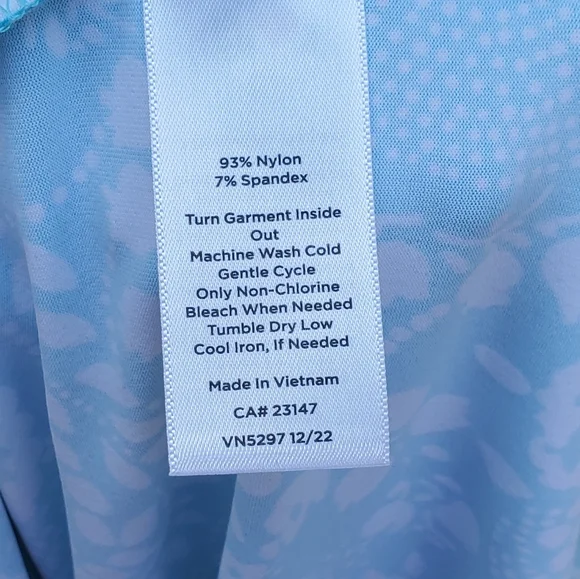 93% Nylon
7% Spandex
Turn Garment Inside
Out
Machine Wash Cold
Gentle Cycle
Only Non-Chlorine
Bleach When Needed
Tumble Dry Low
Cool Iron, If Needed
Made In Vietnam
CA# 23147
VN5297 12/22